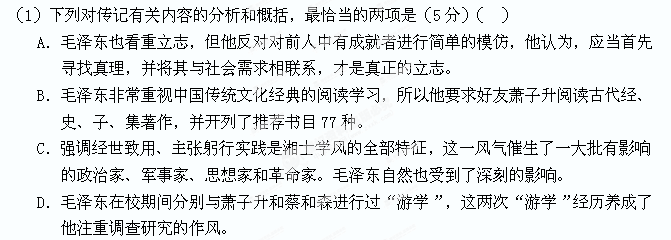 (1)下列对传记有关内容的分析和概括，最恰当的两项是(5分)(  )
A．毛泽东也看重立志，但他反对对前人中有成就者进行简单的模仿，他认为，应当首先
寻找真理，并将其与社会需求相联系，才是真正的立志。
B．毛泽东非常重视中国传统文化经典的阅读学习，所以他要求好友萧子升阅读古代经、
史、子、集著作，并开列了推荐书目77种。
C．强调经世致用、主张躬行实践是湘士学风的全部特征，这一风气催生了一大批有影响
的政治家、军事家、思想家和革命家。毛泽东自然也受到了深刻的影响。
D．毛泽东在校期间分别与萧子升和蔡和森进行过“游学”，这两次“游学”经历养成了
他注重调查研究的作风。